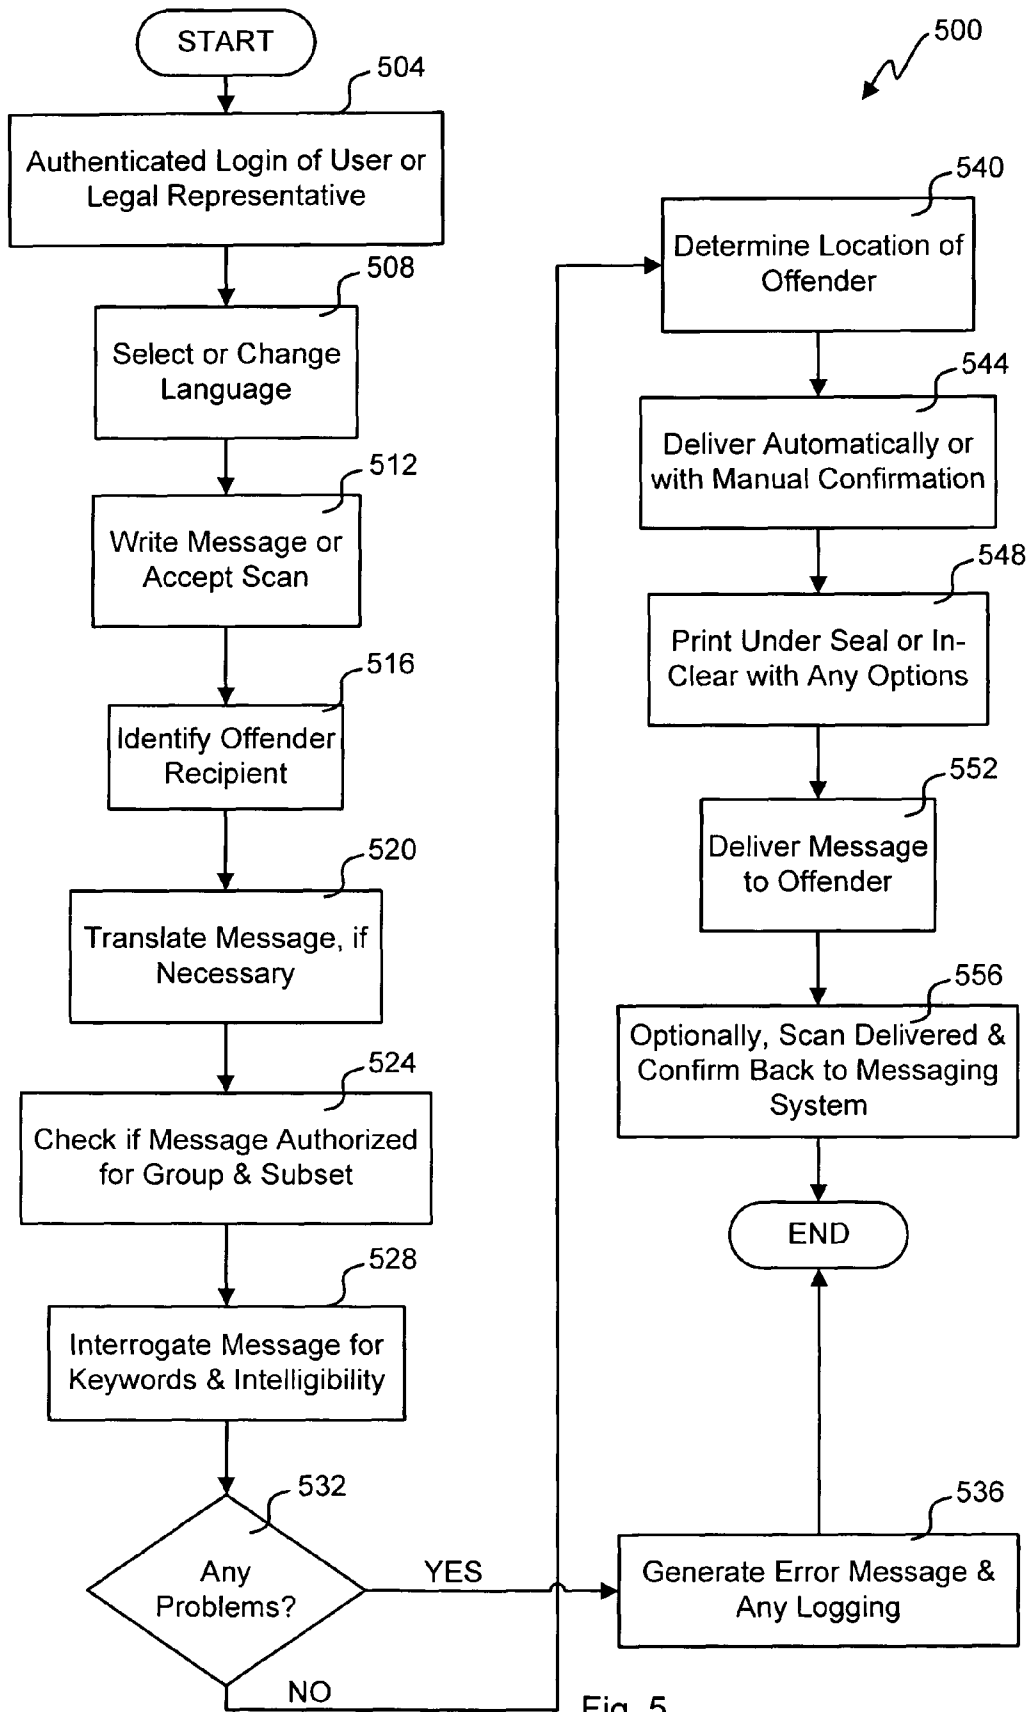 START
504
Authenticated Login of User or
Legal Representative
508
Select or Change
Language
512
Write Message or
Accept Scan
516
Identify Offender
Recipient
520
Translate Message, if
Necessary
524
Check if Message Authorized
for Group & Subset
528
Interrogate Message for
Keywords & Intelligibility
532
Any
Problems?
YES
NO
500
540
Determine Location of
Offender
544
Deliver Automatically or
with Manual Confirmation
548
Print Under Seal or In-
Clear with Any Options
552
Deliver Message
to Offender
556
Optionally, Scan Delivered &
Confirm Back to Messaging
System
END
536
Generate Error Message &
Any Logging
Fig. 5